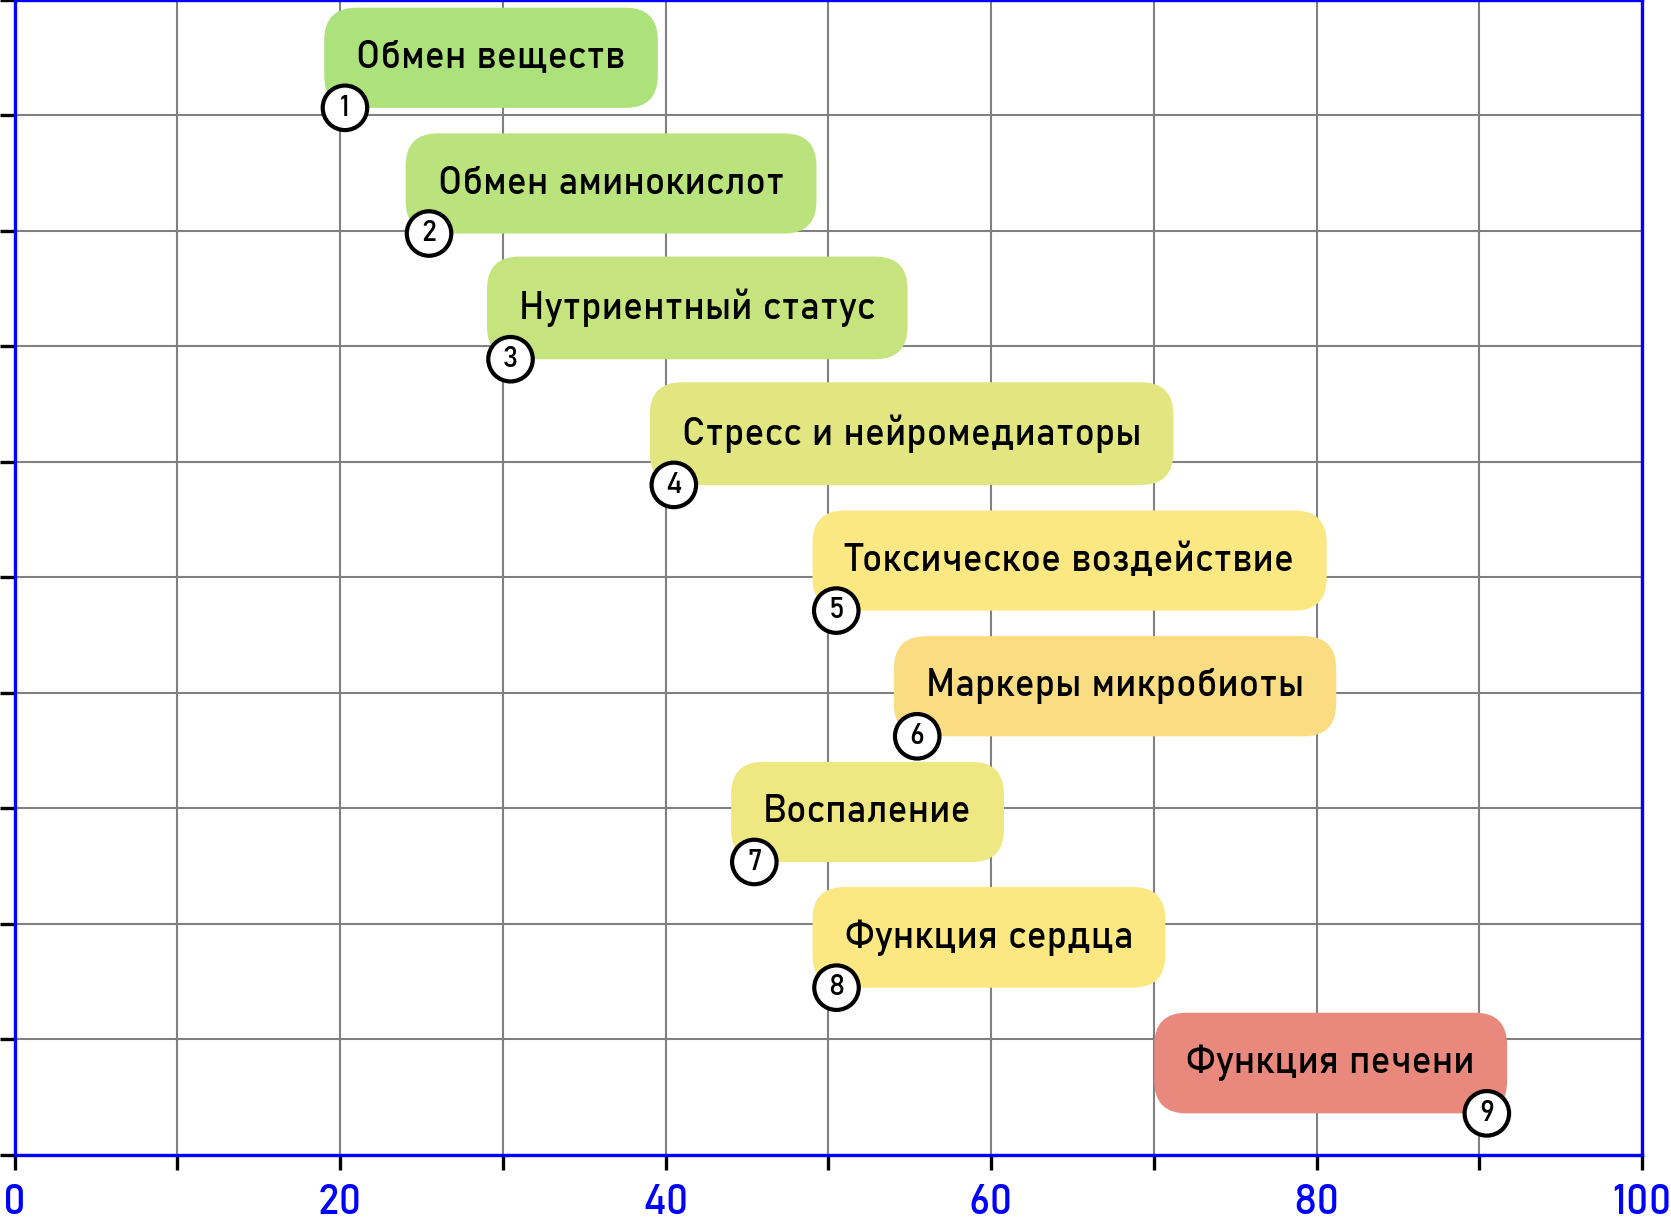 Обмен веществ
1
Обмен аминокислот
2
Нутриентный статус
3
Стресс и нейромедиаторы
4
Токсическое воздействие
5
Маркеры микробиоты
6
Воспаление
7
Функция сердца
8
Функция печени
9
0 20 40 60 80 100